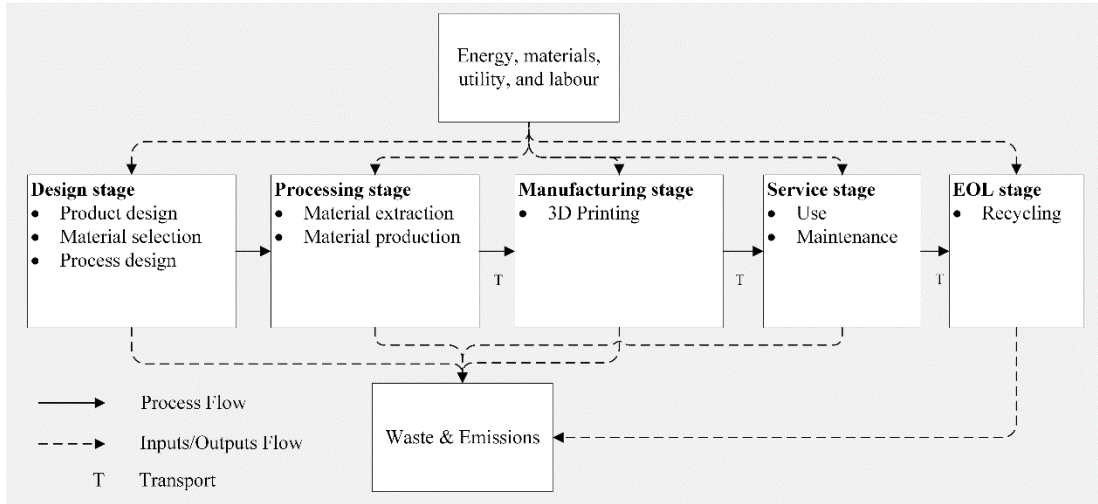 Energy, materials,
utility, and labour
Design stage
• Product design
• Material selection
• Process design
Processing stage
• Material extraction
• Material production
T
Manufacturing stage
• 3D Printing
T
Service stage
• Use
• Maintenance
T
EOL stage
• Recycling
Waste & Emissions
Process Flow
Inputs/Outputs Flow
T Transport